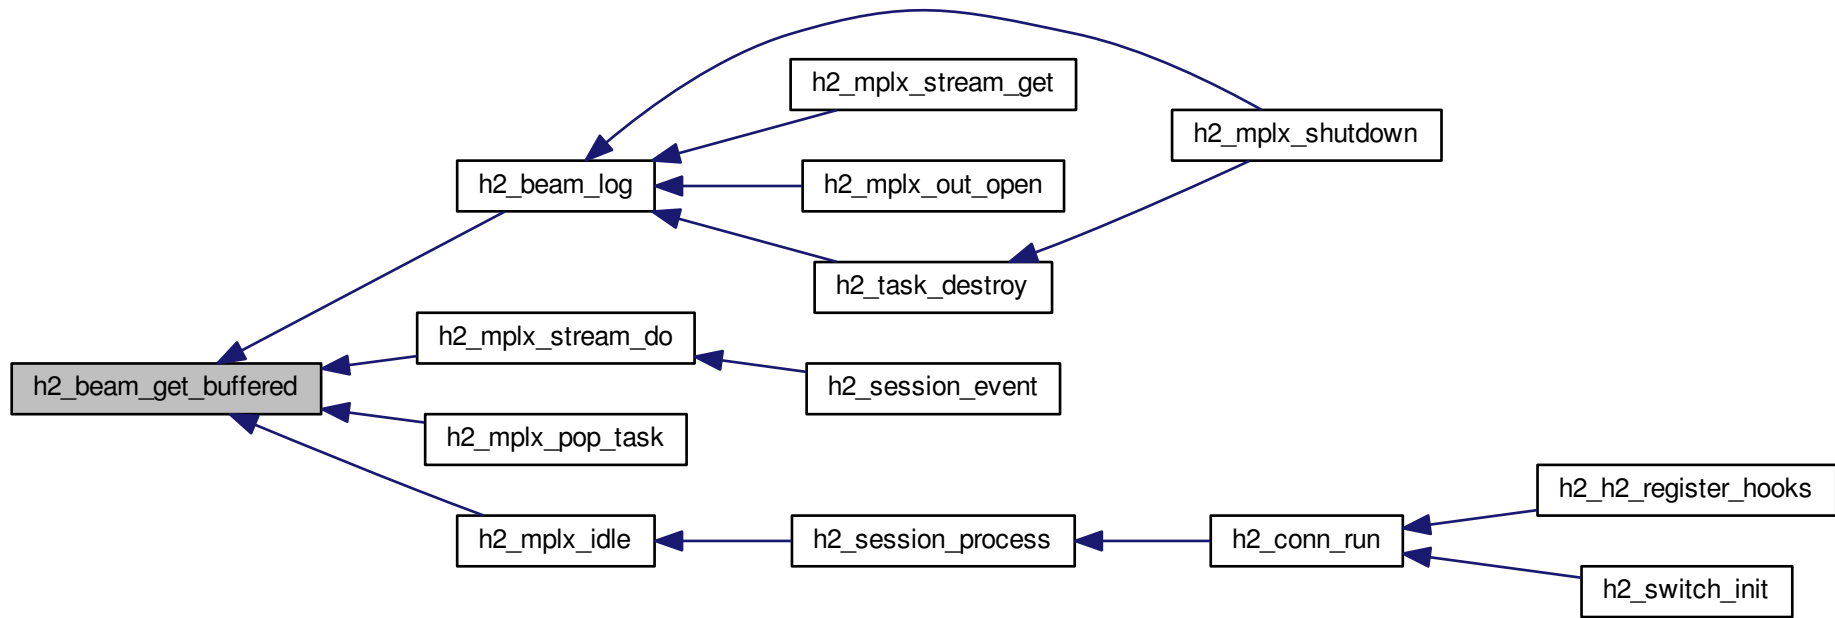 h2_mplx_stream_get
h2_mplx_shutdown
h2_beam_log
h2_mplx_out_open
h2_task_destroy
h2_mplx_stream_do
h2_beam_get_buffered
h2_session_event
h2_mplx_pop_task
h2_h2_register_hooks
h2_mplx_idle
h2_session_process
h2_conn_run
h2_switch_init